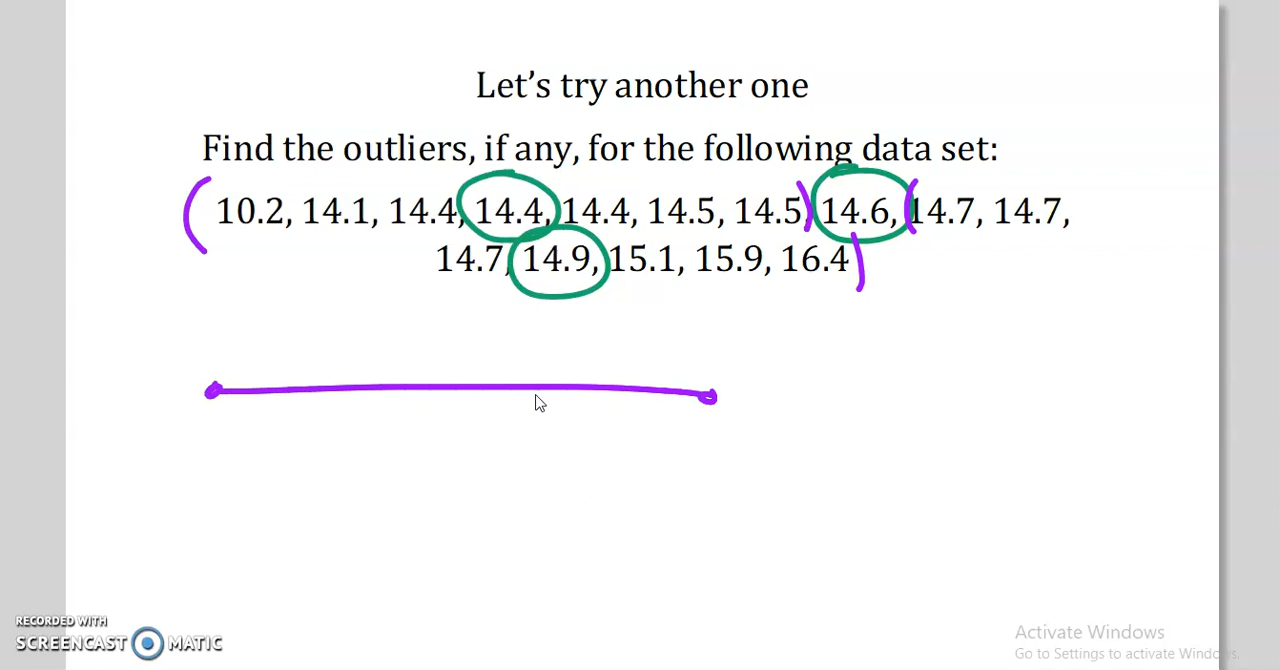 Let's try another one
Find the outliers, if any, for the following data set:
10.2, 14.1, 14.4, 14.4, 14.4, 14.5, 14.5, 14.6, 14.7, 14.7,
14.7, 14.9, 15.1, 15.9, 16.4
RECORDED WITH
SCREENCAST MATIC
Activate Windows
Go to Settings to activate Windows.